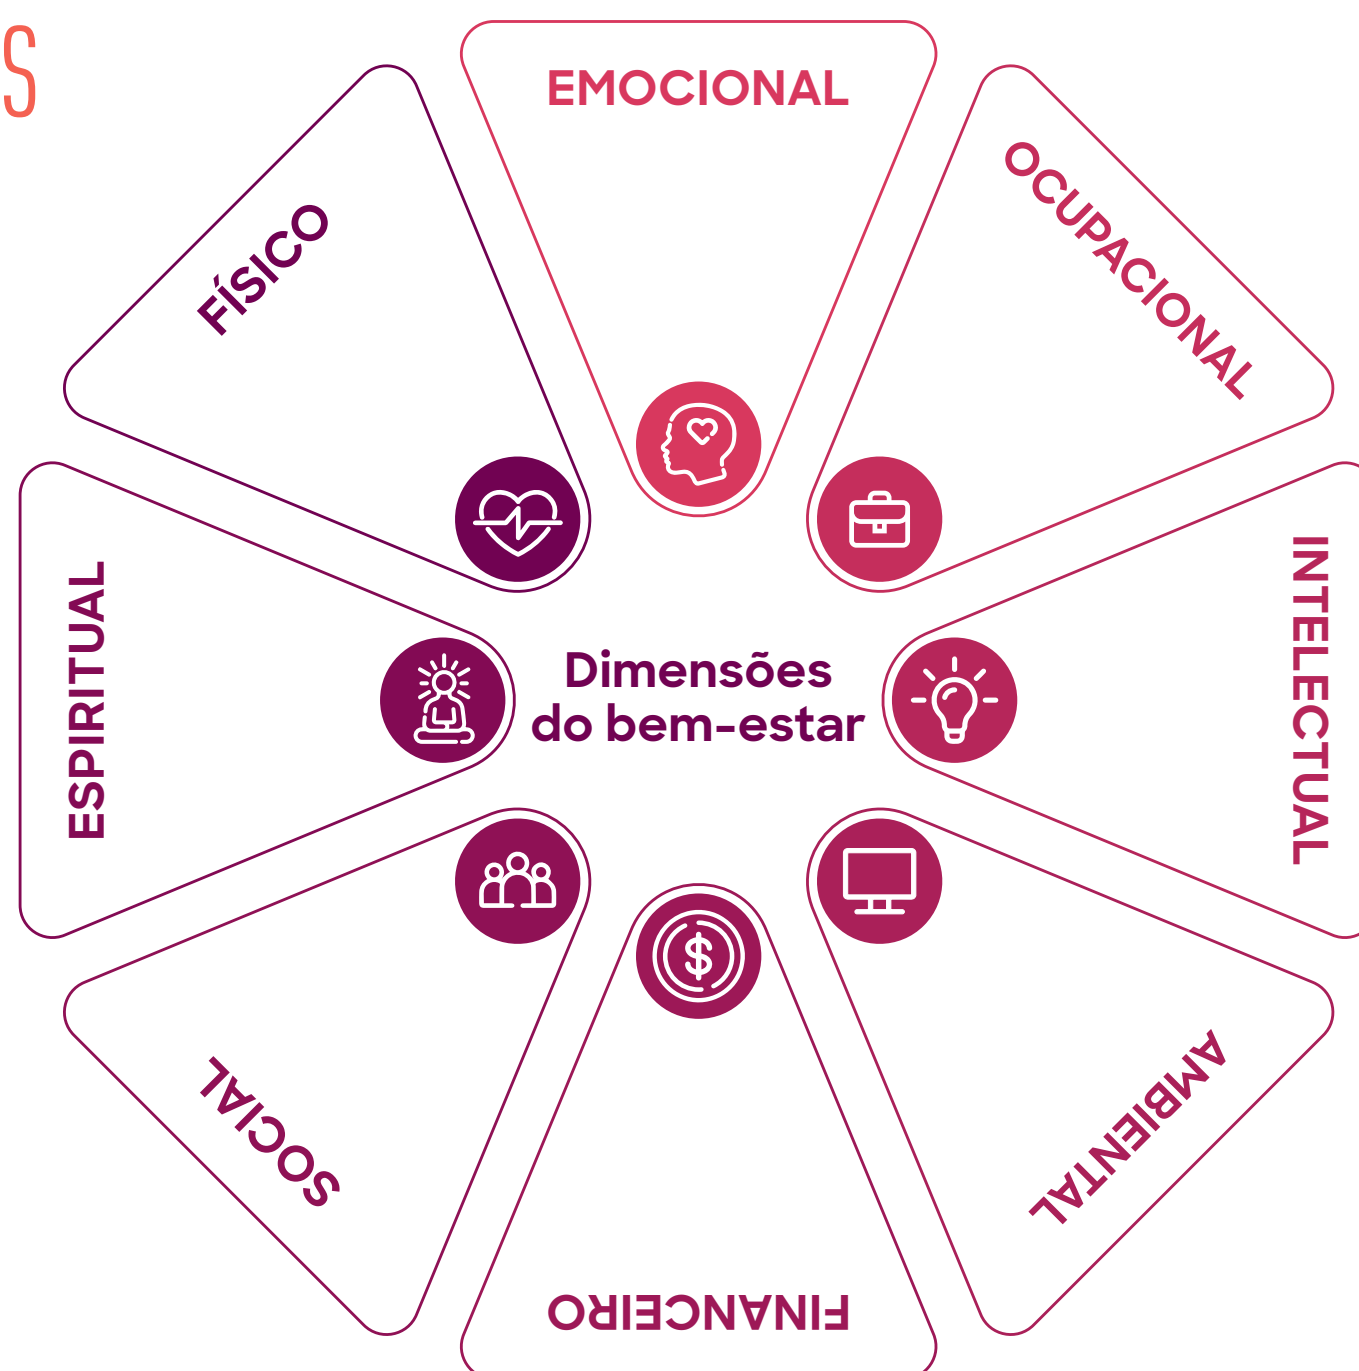 S
EMOCIONAL
OCUPACIONAL
INTELECTUAL
AMBIENTAL
FINANCEIRO
SOCIAL
ESPIRITUAL
FÍSICO
Dimensões
do bem-estar
$